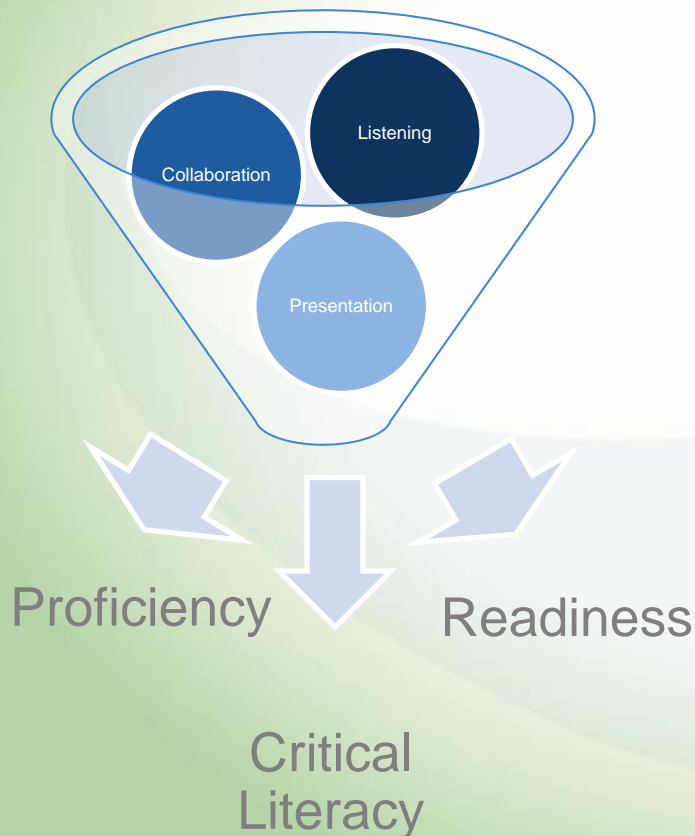 Listening
Collaboration
Presentation
Proficiency
Readiness
Critical
Literacy